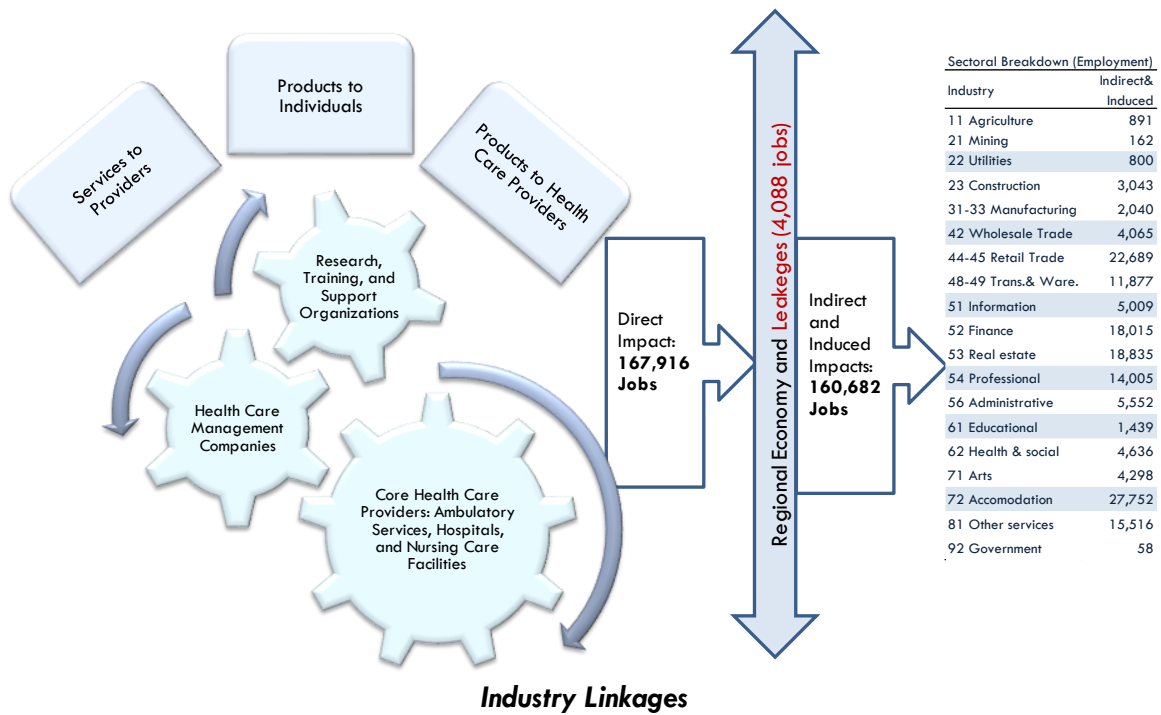 Services to
Providers
Products to
Individuals
Products to Health
Care Providers
Research,
Training, and
Support
Organizations
Health Care
Management
Companies
Core Health Care
Providers: Ambulatory
Services, Hospitals,
and Nursing Care
Facilities
Direct
Impact:
167,916
Jobs
Regional Economy and Leakeges (4,088 jobs)
Indirect
and
Induced
Impacts:
160,682
Jobs
Sectoral Breakdown (Employment)
Industry Indirect& Induced
11 Agriculture 891
21 Mining 162
22 Utilities 800
23 Construction 3,043
31-33 Manufacturing 2,040
42 Wholesale Trade 4,065
44-45 Retail Trade 22,689
48-49 Trans.& Ware. 11,877
51 Information 5,009
52 Finance 18,015
53 Real estate 18,835
54 Professional 14,005
56 Administrative 5,552
61 Educational 1,439
62 Health & social 4,636
71 Arts 4,298
72 Accomodation 27,752
81 Other services 15,516
92 Government 58
Industry Linkages